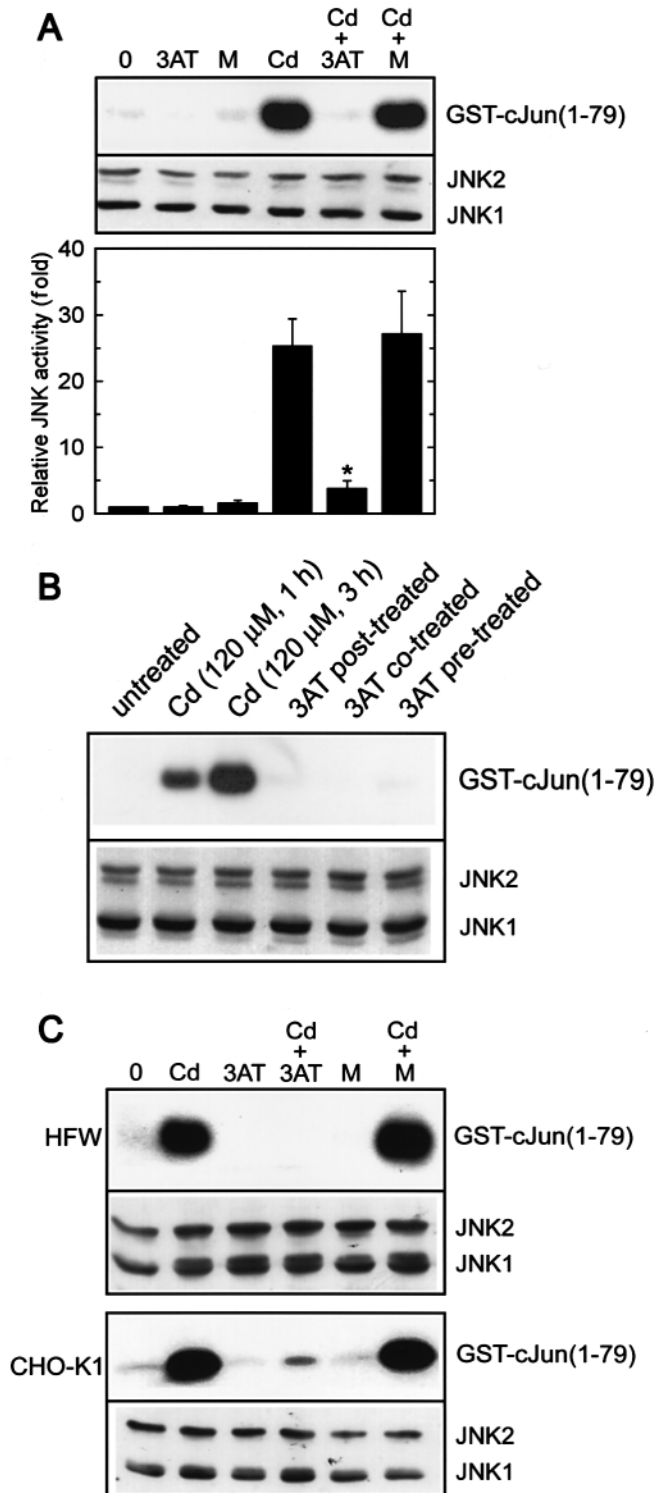 A
0 3AT M Cd Cd + 3AT Cd + M
GST-cJun(1-79)
JNK2
JNK1
Relative JNK activity (fold)
40
30
20
10
0
*
B
untreated
Cd (120 μM, 1 h)
Cd (120 μM, 3 h)
3AT post-treated
3AT co-treated
3AT pre-treated
GST-cJun(1-79)
JNK2
JNK1
C
0 Cd 3AT Cd + 3AT M Cd + M
HFW
GST-cJun(1-79)
JNK2
JNK1
CHO-K1
GST-cJun(1-79)
JNK2
JNK1